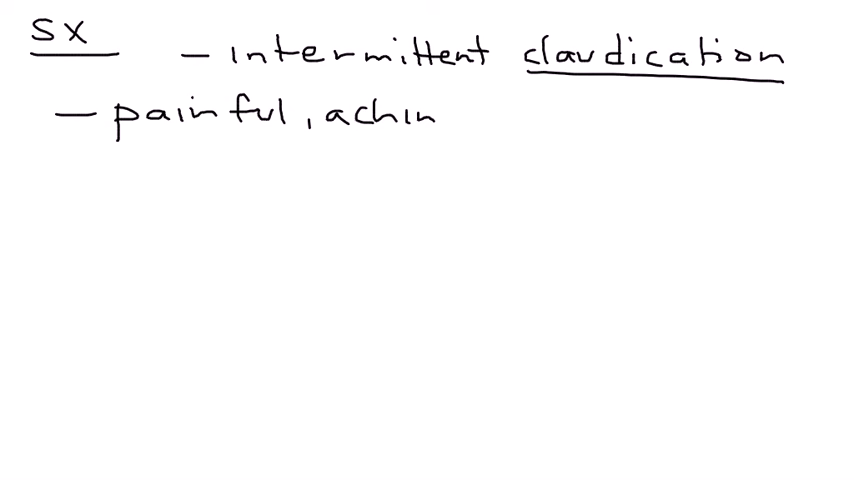 SX
- intermittent claudication
- painful, achin